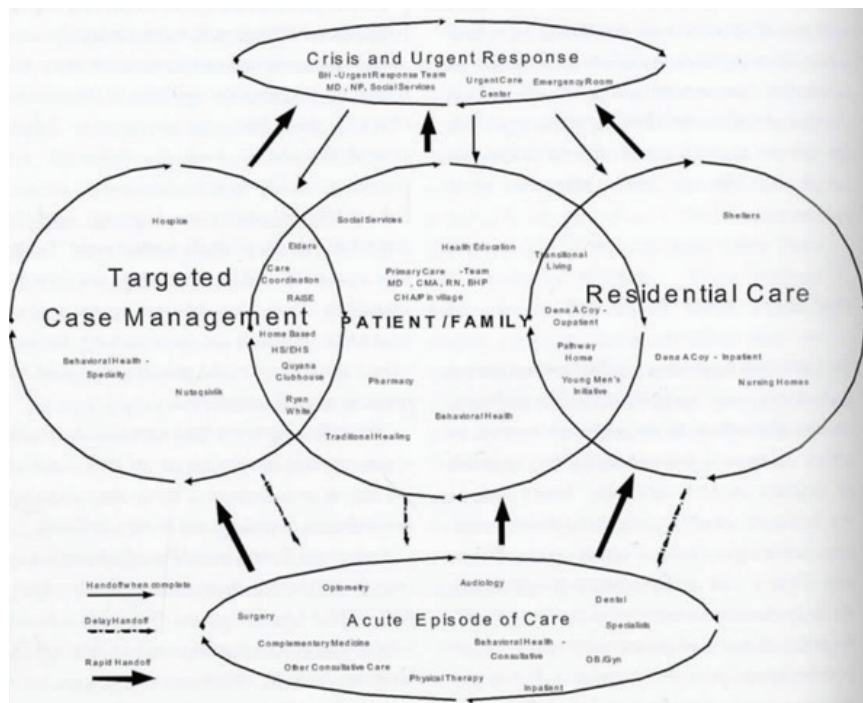 Crisis and Urgent Response
BH -Urgent Response Team
MD , NP, Social Services
Urgent Care
Center
Emergency Room
Hospice
Social Services
Shelters
Elders
Health Education
Transitional
Living
Targeted
Case Management
Care
Coordination
Primary Care -Team
MD , CMA, RN, BHP
CHA/P in village
RAISE
Residential Care
PATIENT /FAMILY
Dena A Coy -
Oupatient
Home Based
HS/EHS
Quyana
Clubhouse
Ryan
White
Pathway
Home
Young Men's
Initiative
Behavioral Health -
Specialty
Dena A Coy - Inpatient
Nursing Homes
Pharmacy
Behavioral Health
Traditional Healing
Handoff when complete
Delay Handoff
Rapid Handoff
Optometry
Audiology
Dental
Surgery
Acute Episode of Care
Specialists
Complementary Medicine
Behavioral Health -
Consultative
Other Consultative Care
OB/Gyn
Physical Therapy
Inpatient